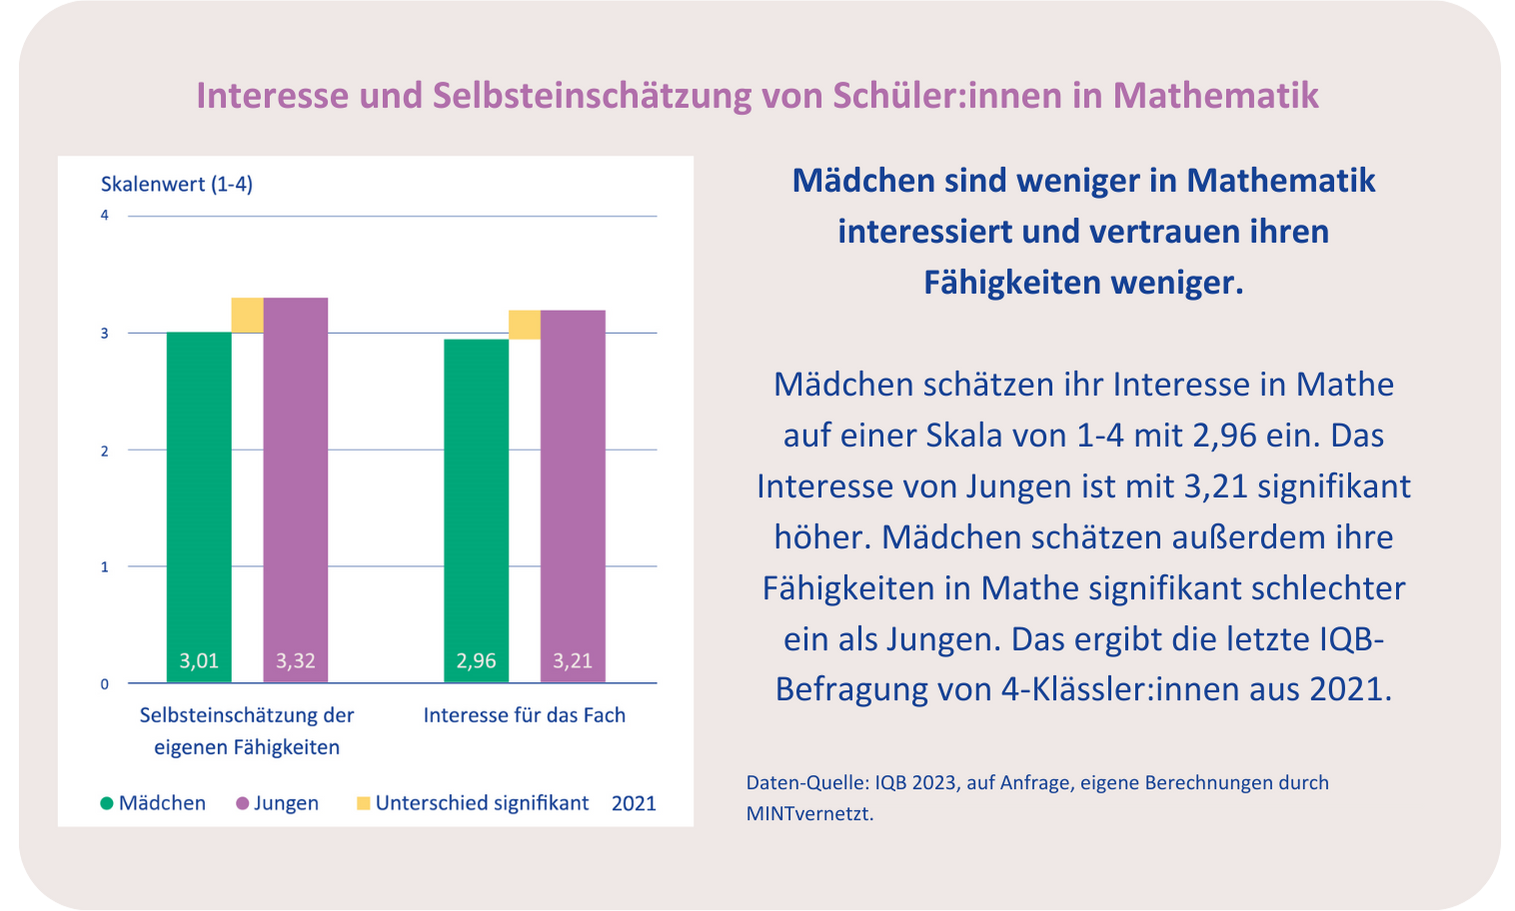 Interesse und Selbsteinschätzung von Schüler:innen in Mathematik
Skalenwert (1-4)
4
3
2
1
0
3,01
3,32
2,96
3,21
Selbsteinschätzung der
eigenen Fähigkeiten
Interesse für das Fach
Mädchen
Jungen
Unterschied signifikant
2021
Mädchen sind weniger in Mathematik
interessiert und vertrauen ihren
Fähigkeiten weniger.
Mädchen schätzen ihr Interesse in Mathe
auf einer Skala von 1-4 mit 2,96 ein. Das
Interesse von Jungen ist mit 3,21 signifikant
höher. Mädchen schätzen außerdem ihre
Fähigkeiten in Mathe signifikant schlechter
ein als Jungen. Das ergibt die letzte IQB-
Befragung von 4-Klässler:innen aus 2021.
Daten-Quelle: IQB 2023, auf Anfrage, eigene Berechnungen durch
MINTvernetzt.